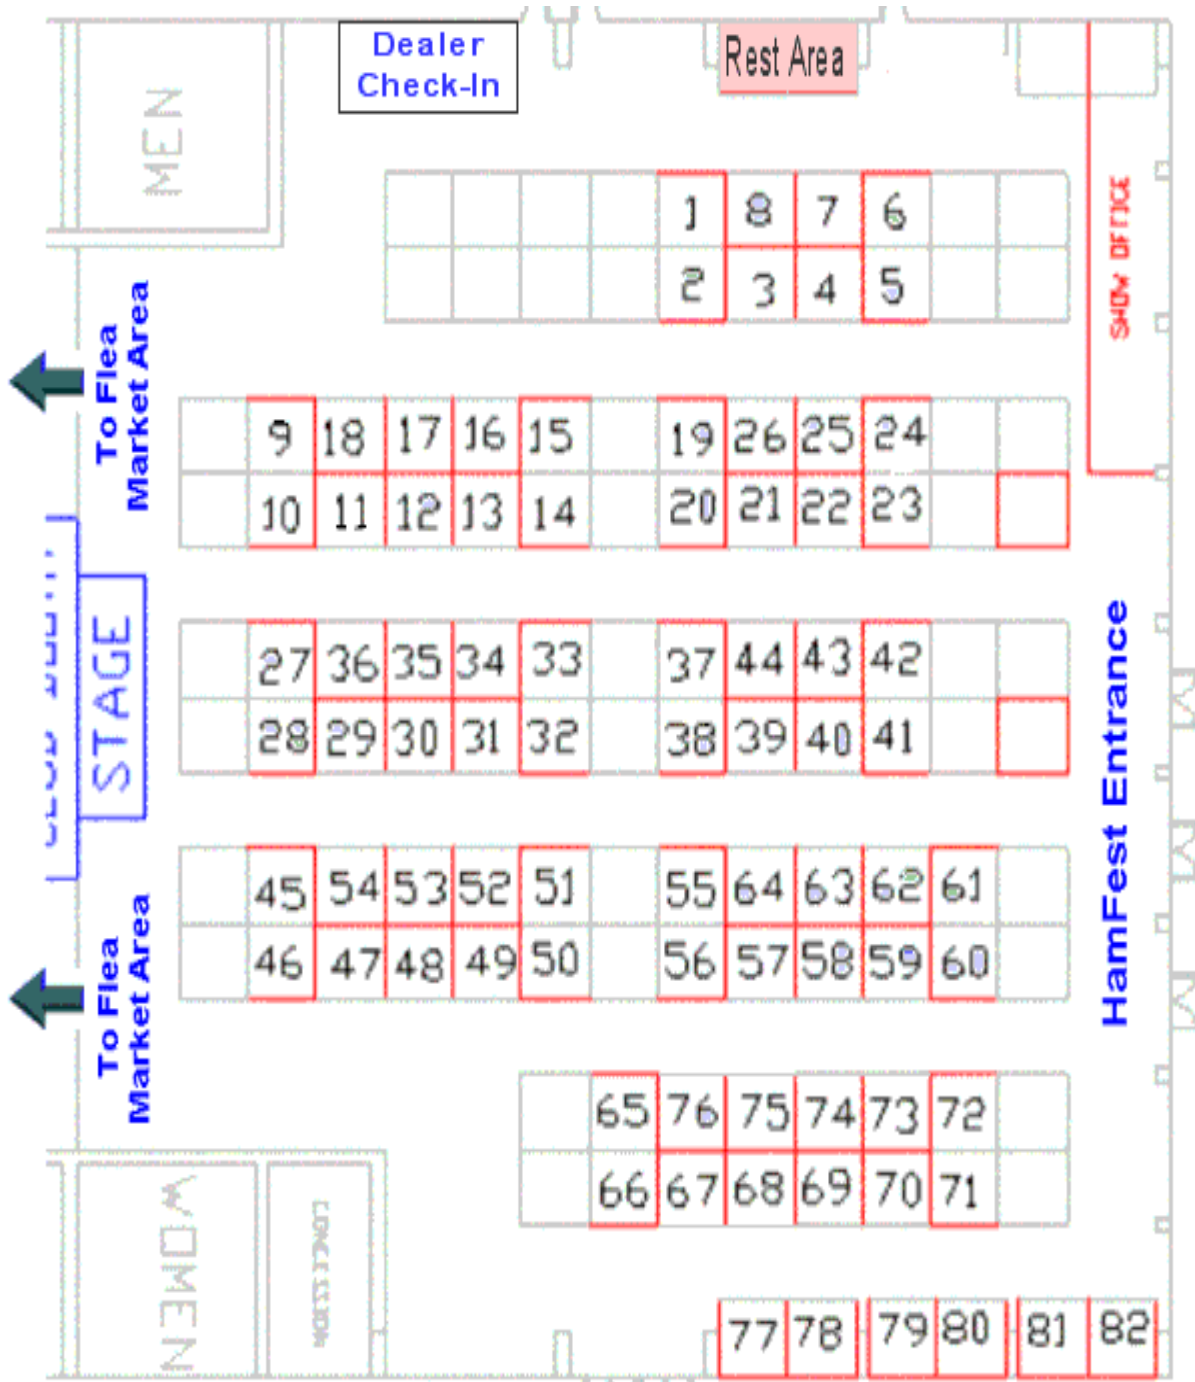 Dealer
Check-In
Rest Area
MEN
SHOW OFFICE
1 8 7 6
2 3 4 5
To Flea
Market Area
9 18 17 16 15 19 26 25 24
10 11 12 13 14 20 21 22 23
STAGE
HamFest Entrance
27 36 35 34 33 37 44 43 42
28 29 30 31 32 38 39 40 41
45 54 53 52 51 55 64 63 62 61
46 47 48 49 50 56 57 58 59 60
To Flea
Market Area
65 76 75 74 73 72
66 67 68 69 70 71
WOMEN
CONCESSION
77 78 79 80 81 82